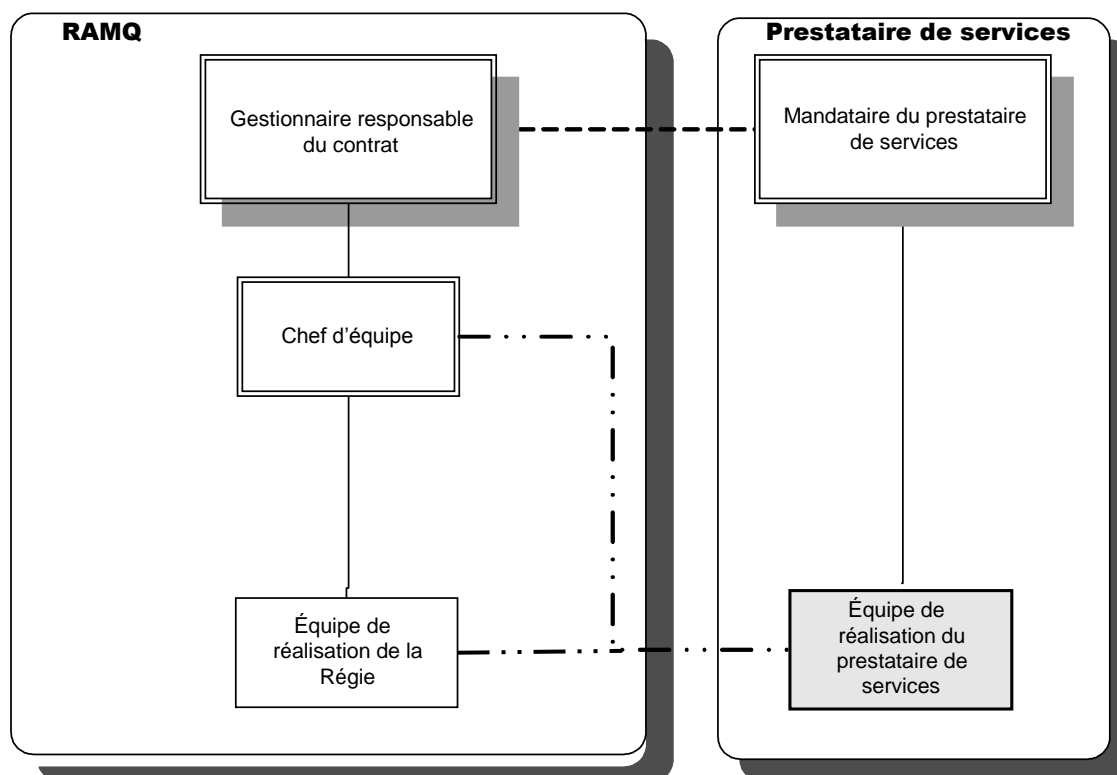 RAMQ
Prestataire de services
Gestionnaire responsable
du contrat
Mandataire du prestataire
de services
Chef d'équipe
Équipe de
réalisation de la
Régie
Équipe de
réalisation du
prestataire de
services